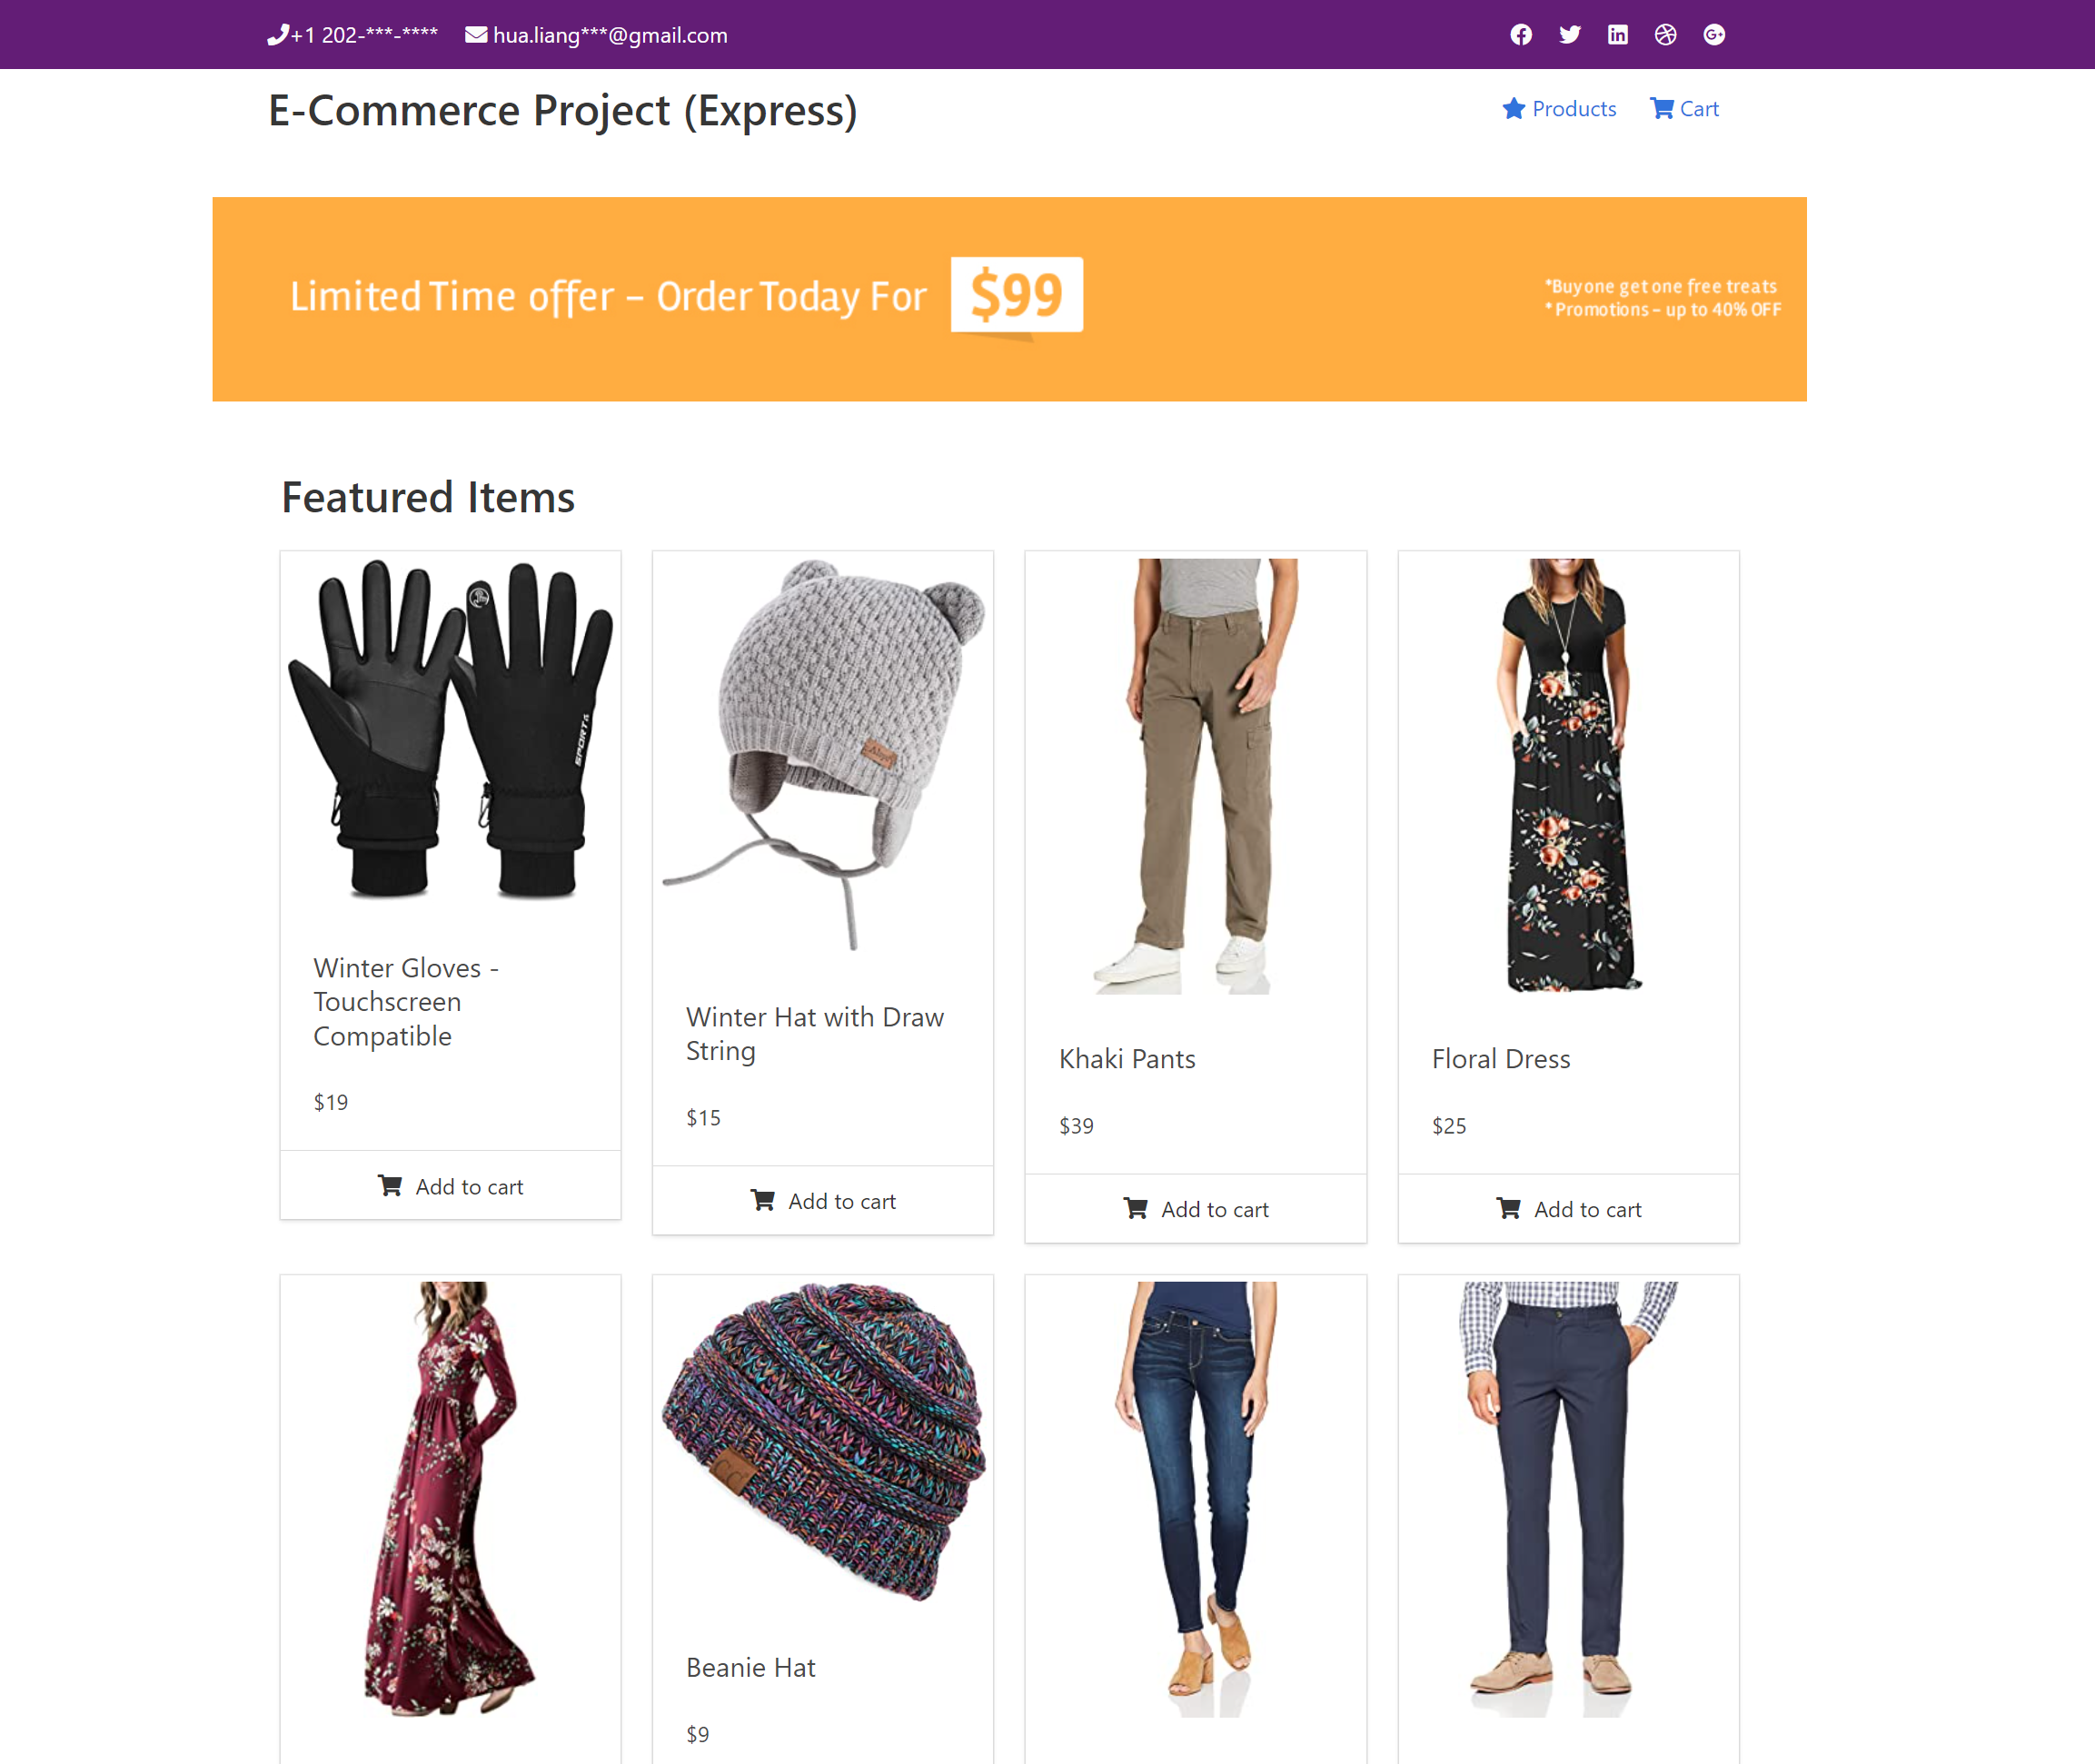 +1 202-***-**** hua.liang***@gmail.com
E-Commerce Project (Express)
Products Cart
Limited Time offer – Order Today For $99
*Buy one get one free treats
* Promotions – up to 40% OFF
Featured Items
SPORT
Winter Gloves -
Touchscreen
Compatible
$19
Add to cart
Winter Hat with Draw
String
$15
Add to cart
Khaki Pants
$39
Add to cart
Floral Dress
$25
Add to cart
C.C
Beanie Hat
$9